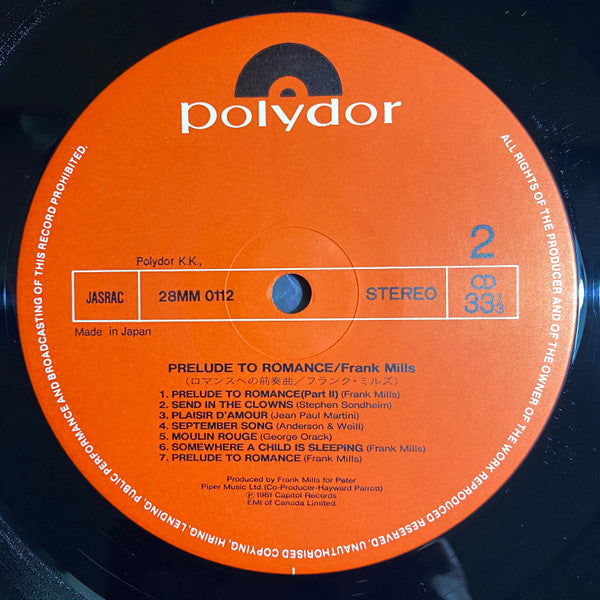 polydor
ALL RIGHTS OF THE PRODUCER AND OF THE OWNER OF THE WORK REPRODUCED RESERVED. UNAUTHORISED COPYING, HIRING, LENDING, PUBLIC PERFORMANCE AND BROADCASTING OF THIS RECORD PROHIBITED.
2
Polydor K.K.,
JASRAC
28MM 0112
STEREO
33⅓
Made in Japan
PRELUDE TO ROMANCE/Frank Mills
(ロマンスへの前奏曲/フランク・ミルズ)
1. PRELUDE TO ROMANCE(Part II) (Frank Mills)
2. SEND IN THE CLOWNS (Stephen Sondheim)
3. PLAISIR D'AMOUR (Jean Paul Martini)
4. SEPTEMBER SONG (Anderson & Weill)
5. MOULIN ROUGE (George Orack)
6. SOMEWHERE A CHILD IS SLEEPING (Frank Mills)
7. PRELUDE TO ROMANCE (Frank Mills)
Produced by Frank Mills for Peter
Piper Music Ltd.(Co-Producer-Hayward Parrott)
℗ 1981 Capitol Records
EMI of Canada Limited